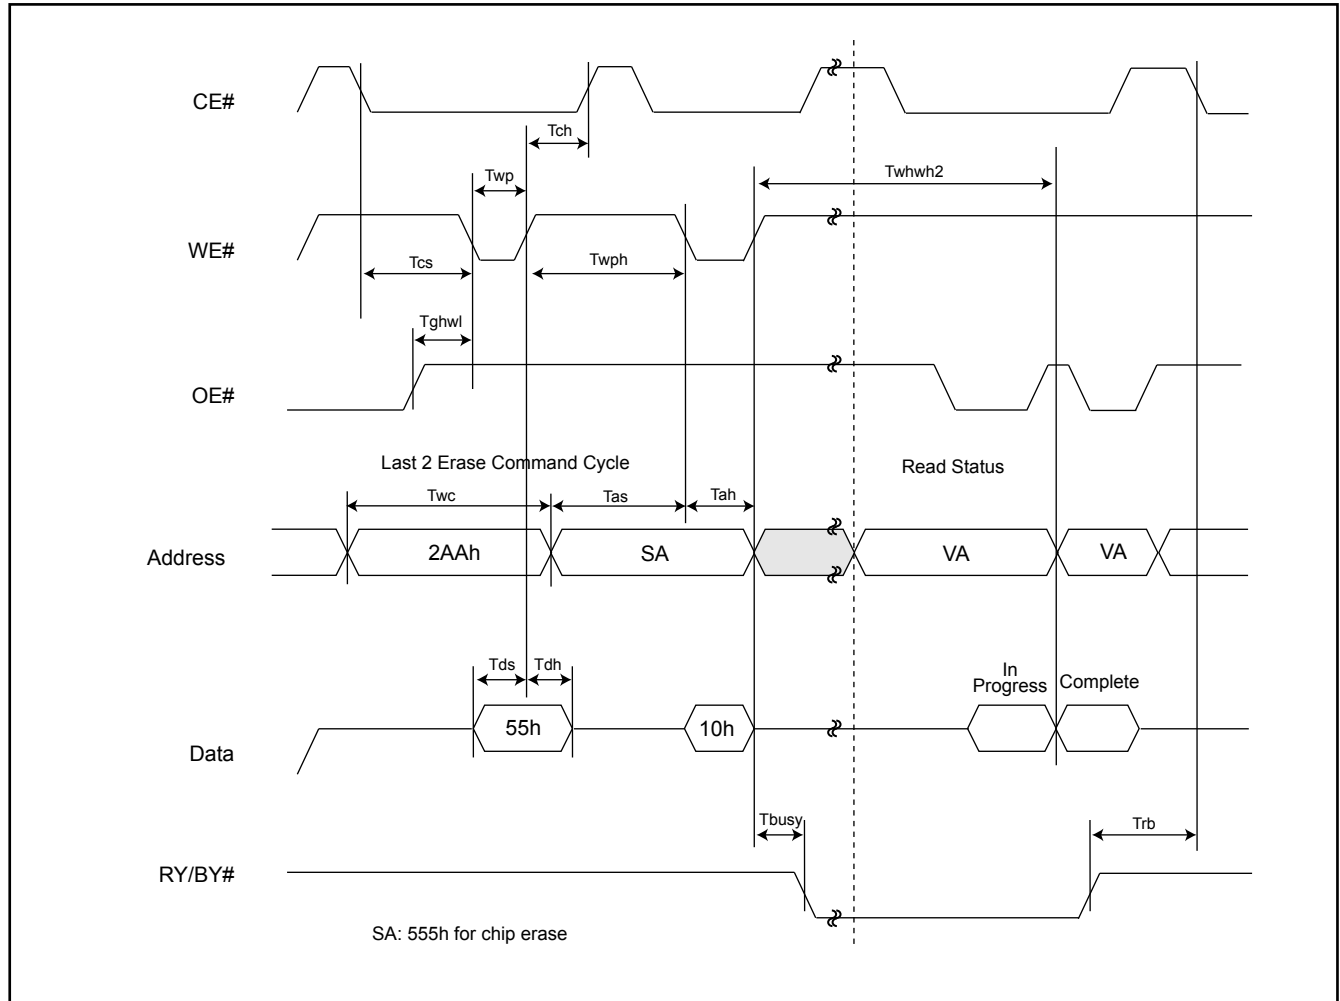 CE#
Tch
Twp
Twhwh2
WE#
Tcs
Twph
Tghwl
OE#
Last 2 Erase Command Cycle
Read Status
Twc
Tas
Tah
Address
2AAh
SA
VA
VA
Tds
Tdh
In
Progress
Complete
55h
10h
Data
Tbusy
Trb
RY/BY#
SA: 555h for chip erase